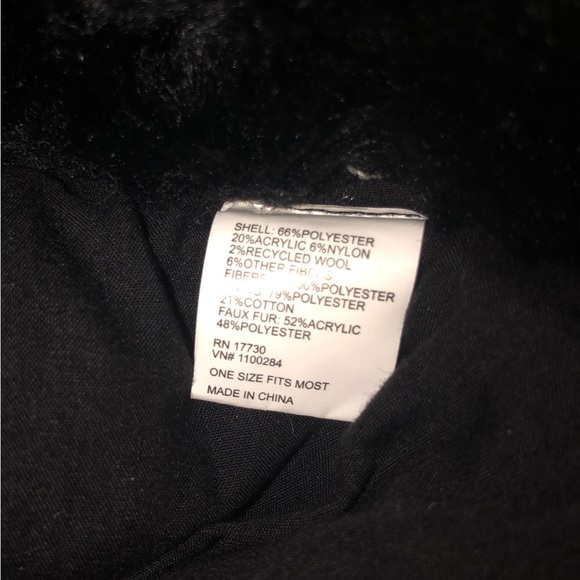 SHELL: 66%POLYESTER
20%ACRYLIC 6%NYLON
2%RECYCLED WOOL
6%OTHER FIBERS
%POLYESTER
79%POLYESTER
21%COTTON
FAUX FUR: 52%ACRYLIC
48%POLYESTER
RN 17730
VN# 1100284
ONE SIZE FITS MOST
MADE IN CHINA